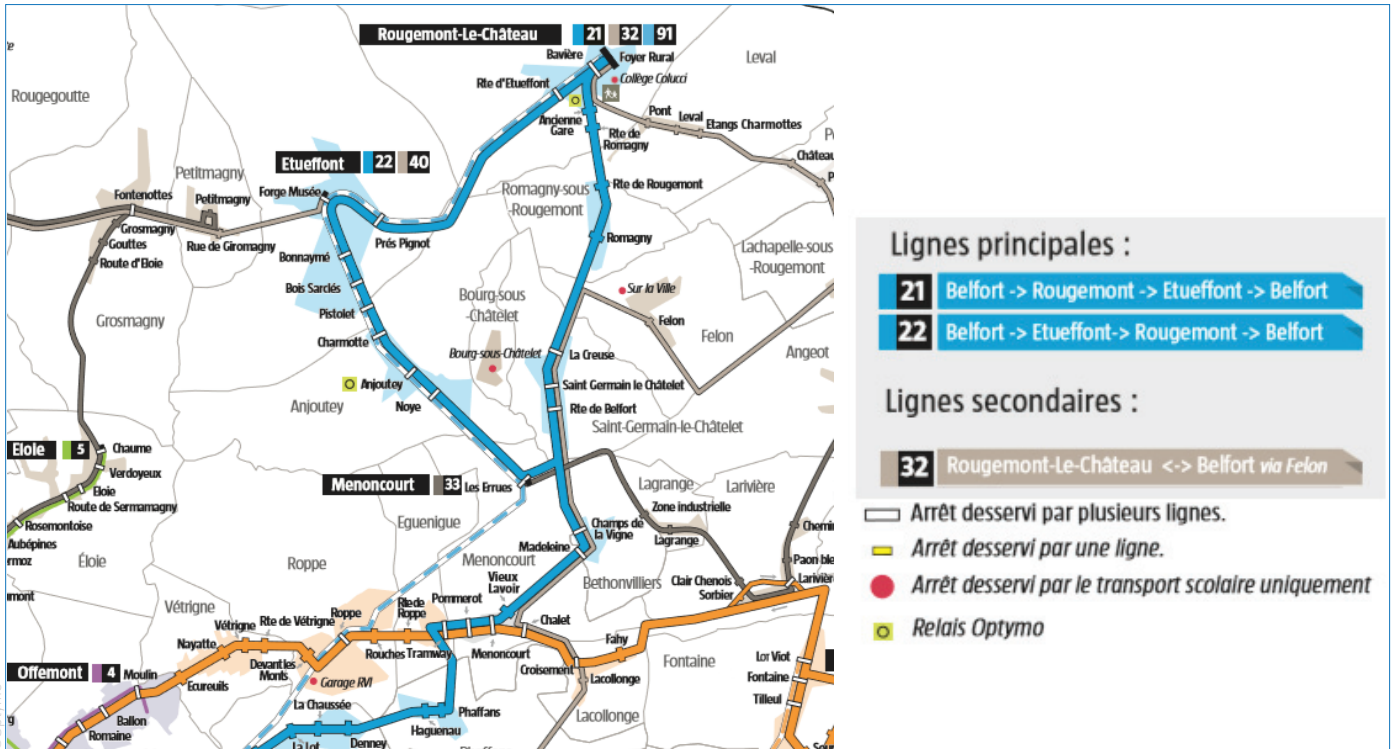 Rougemont-Le-Château 21 32 91
Bavière
Foyer Rural
Collège Colucci
Leval
Rougegoutte
Rte d'Etueffont
Ancienne
Gare
Pont
Leval
Etangs Charmottes
Rte de
Romagny
Château
Etueffont 22 40
Petitmagny
Forge Musée
Fontenottes
Petitmagny
Romagny-sous
-Rougemont
Rte de Rougemont
Grosmagny
Gouttes
Rue de Giromagny
Prés Pignot
Romagny
Lachapelle-sous
-Rougemont
Route d'Eloie
Bonnaymé
Bois Sarclés
Bourg-sous
-Châtelet
Sur la Ville
Pistolet
Grosmagny
Felon
Felon
Charmotte
Bourg-sous-Châtelet
La Creuse
Angeot
Anjoutey
Anjoutey
Noye
Saint Germain le Châtelet
Rte de Belfort
Saint-Germain-le-Châtelet
Eloie 5
Chaume
Verdoyeux
Eloie
Route de Sermamagny
Menoncourt 33
Les Errues
Lagrange
Larivière
Rosemontoise
Eguenigue
Zone industrielle
Aubépines
Champs de
la Vigne
Lagrange
Éloie
Roppe
Madeleine
Menoncourt
Bethonvilliers
Clair Chenois
Sorbier
Larivière
Vieux
Lavoir
Vétrigne
Pommerot
Rte de
Roppe
Roppe
Rte de Vétrigne
Vétrigne
Nayatte
Chalet
Fahy
Rouches
Tramway
Menoncourt
Croisement
Fontaine
Devant les
Monts
Lacollonge
Lot Viot
Fontaine
Tilleul
Offemont 4
Moulin
Ecureuils
Garage RVI
La Chaussée
Phaffans
Lacollonge
Ballon
Romaine
Haguenau
La Lot
Denney
Lignes principales :
21 Belfort -> Rougemont -> Etueffont -> Belfort
22 Belfort -> Etueffont-> Rougemont -> Belfort
Lignes secondaires :
32 Rougemont-Le-Château <-> Belfort via Felon
Arrêt desservi par plusieurs lignes.
Arrêt desservi par une ligne.
Arrêt desservi par le transport scolaire uniquement
Relais Optymo